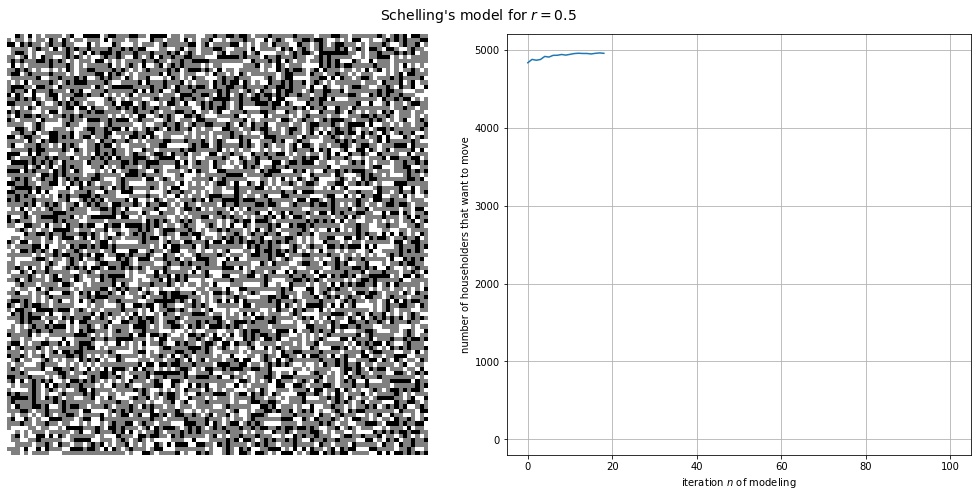 Schelling's model for r = 0.5
number of householders that want to move
5000
4000
3000
2000
1000
0
0 20 40 60 80 100
iteration n of modeling